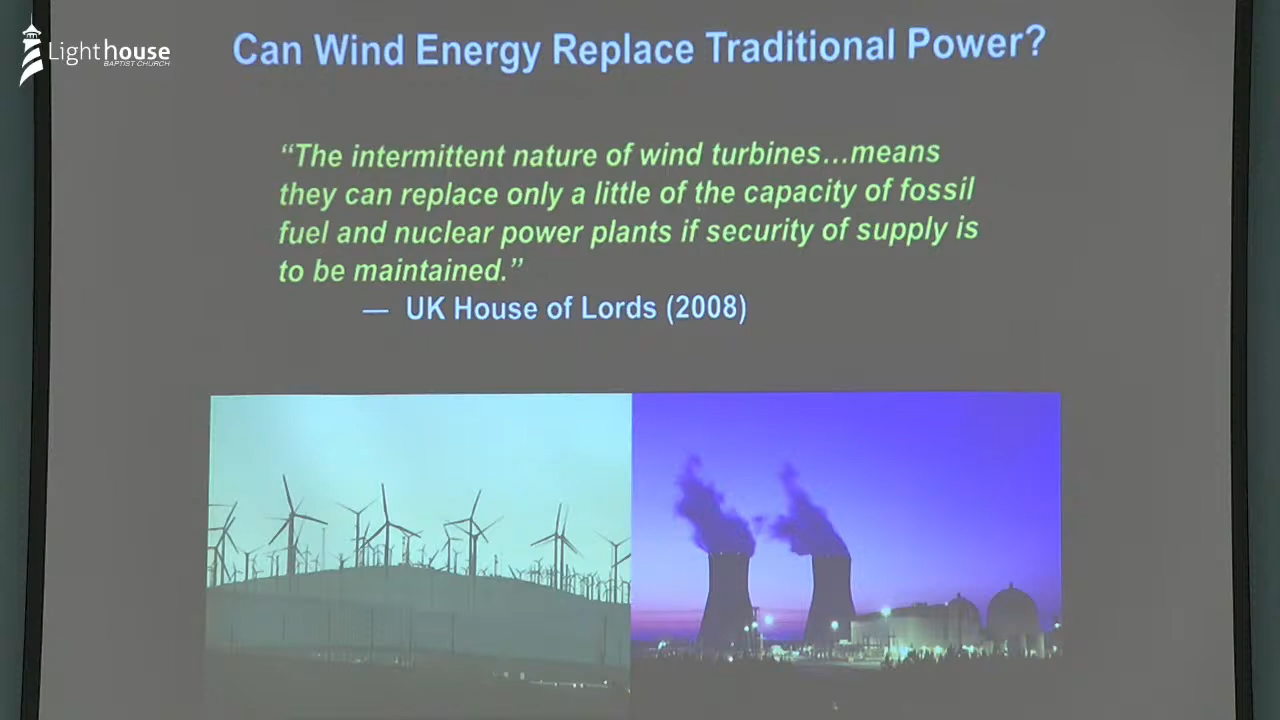 Lighthouse
BAPTIST CHURCH
Can Wind Energy Replace Traditional Power?
“The intermittent nature of wind turbines…means
they can replace only a little of the capacity of fossil
fuel and nuclear power plants if security of supply is
to be maintained.”
— UK House of Lords (2008)